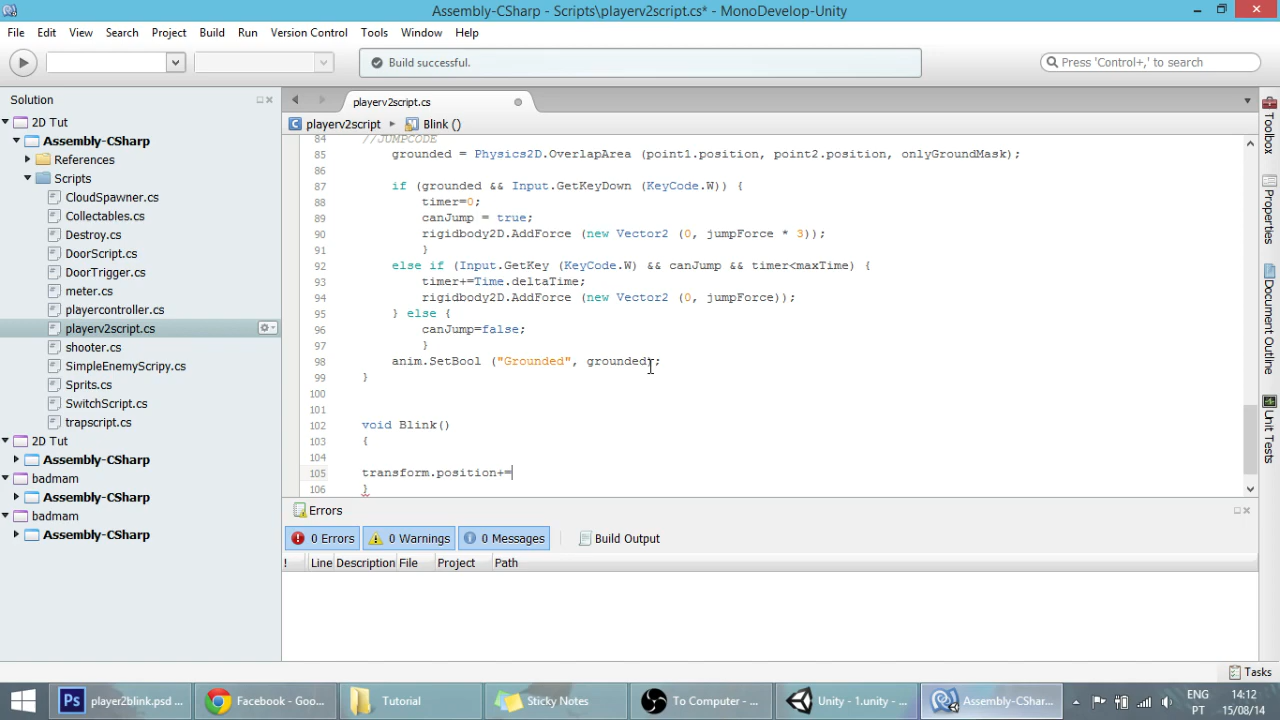 Assembly-CSharp - Scripts\playerv2script.cs* - MonoDevelop-Unity
File Edit View Search Project Build Run Version Control Tools Window Help
Build successful.
Press 'Control+,' to search
Solution
2D Tut
Assembly-CSharp
References
Scripts
CloudSpawner.cs
Collectables.cs
Destroy.cs
DoorScript.cs
DoorTrigger.cs
meter.cs
playercontroller.cs
playerv2script.cs
shooter.cs
SimpleEnemyScripy.cs
Sprits.cs
SwitchScript.cs
trapscript.cs
2D Tut
Assembly-CSharp
badmam
Assembly-CSharp
badmam
Assembly-CSharp
playerv2script.cs
playerv2script Blink ()
84 //JUMPCODE
85 grounded = Physics2D.OverlapArea (point1.position, point2.position, onlyGroundMask);
86
87 if (grounded && Input.GetKeyDown (KeyCode.W)) {
88 timer=0;
89 canJump = true;
90 rigidbody2D.AddForce (new Vector2 (0, jumpForce * 3));
91 }
92 else if (Input.GetKey (KeyCode.W) && canJump && timer<maxTime) {
93 timer+=Time.deltaTime;
94 rigidbody2D.AddForce (new Vector2 (0, jumpForce));
95 } else {
96 canJump=false;
97 }
98 anim.SetBool ("Grounded", grounded);
99 }
100
101
102 void Blink()
103 {
104
105 transform.position+=
106 }
Errors
0 Errors 0 Warnings 0 Messages Build Output
! Line Description File Project Path
Toolbox
Properties
Document Outline
Unit Tests
Tasks
player2blink.psd ...
Facebook - Goo...
Tutorial
Sticky Notes
To Computer - ...
Unity - 1.unity - ...
Assembly-CShar...
ENG
PT
14:12
15/08/14